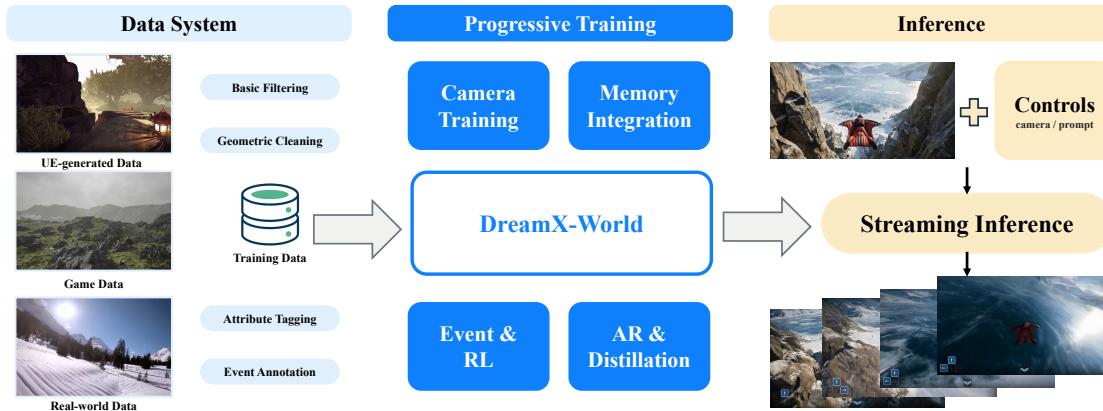 Data System
UE-generated Data
Game Data
Real-world Data
Basic Filtering
Geometric Cleaning
Training Data
Attribute Tagging
Event Annotation
Progressive Training
Camera
Training
Memory
Integration
DreamX-World
Event &
RL
AR &
Distillation
Inference
Controls
camera / prompt
Streaming Inference